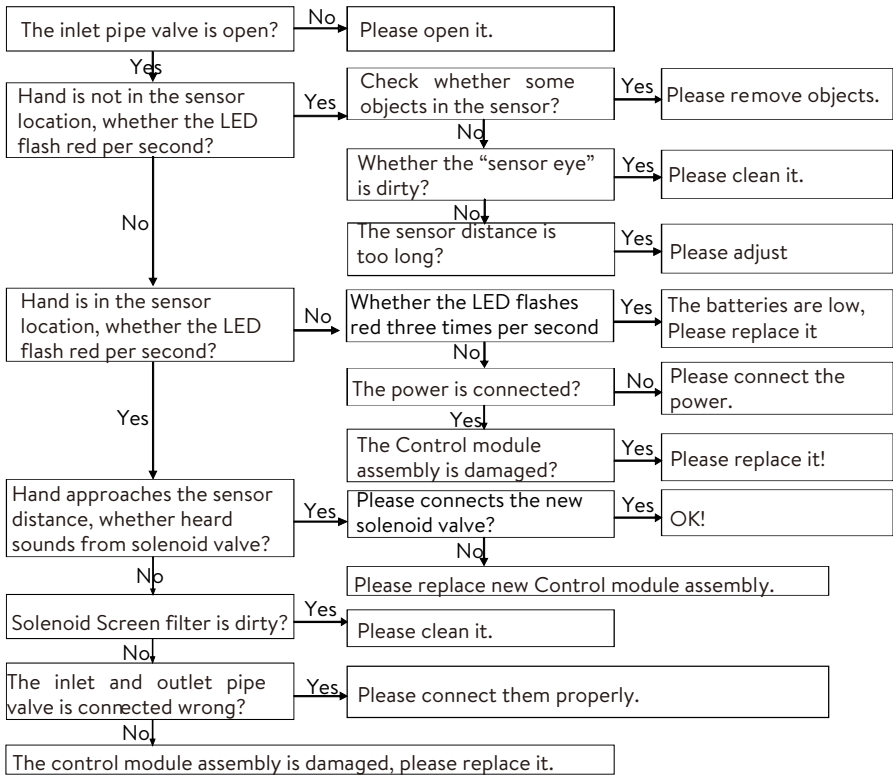 The inlet pipe valve is open?
No
Please open it.
Yes
Hand is not in the sensor
location, whether the LED
flash red per second?
Yes
Check whether some
objects in the sensor?
Yes
Please remove objects.
No
Whether the “sensor eye”
is dirty?
Yes
Please clean it.
No
The sensor distance is
too long?
Yes
Please adjust
No
Hand is in the sensor
location, whether the LED
flash red per second?
No
Whether the LED flashes
red three times per second
Yes
The batteries are low,
Please replace it
No
The power is connected?
No
Please connect the
power.
Yes
The Control module
assembly is damaged?
Yes
Please replace it!
Yes
Hand approaches the sensor
distance, whether heard
sounds from solenoid valve?
Yes
Please connects the new
solenoid valve?
Yes
OK!
No
Please replace new Control module assembly.
No
Solenoid Screen filter is dirty?
Yes
Please clean it.
No
The inlet and outlet pipe
valve is connected wrong?
Yes
Please connect them properly.
No
The control module assembly is damaged, please replace it.